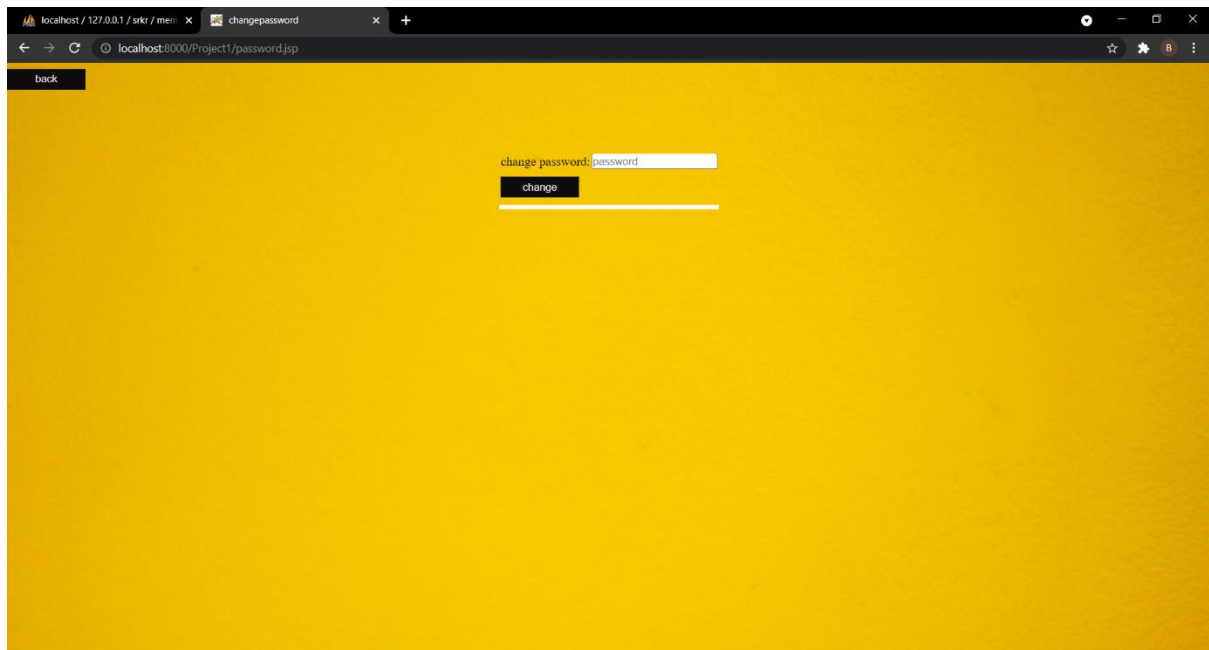 localhost / 127.0.0.1 / srkr / mem
changepassword
localhost:8000/Project1/password.jsp
B
back
change password: password
change